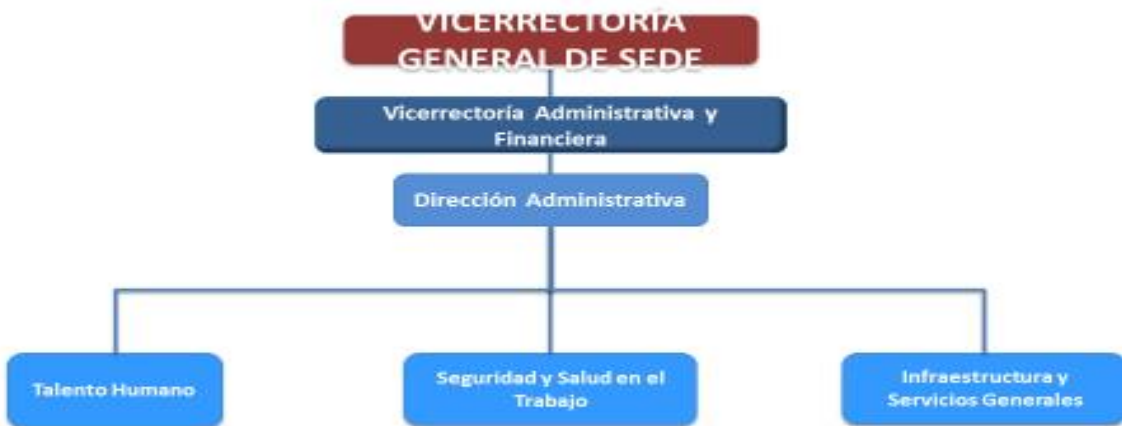 VICERRECTORÍA
GENERAL DE SEDE
Vicerrectoría Administrativa y
Financiera
Dirección Administrativa
Talento Humano
Seguridad y Salud en el
Trabajo
Infraestructura y
Servicios Generales